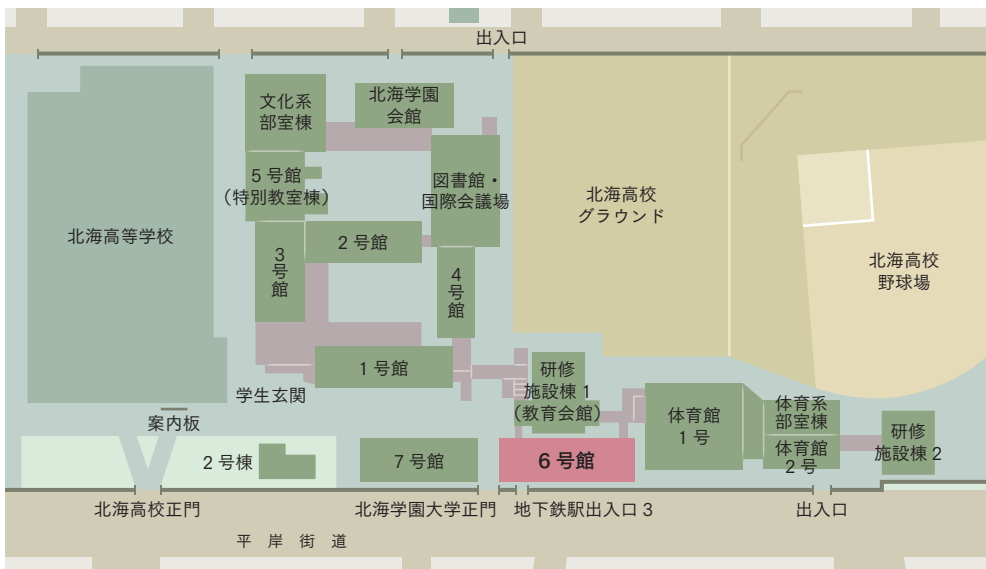 出入口
文化系
部室棟
北海学園
会館
5 号館
（特別教室棟）
図書館・
国際会議場
北海高校
グラウンド
北海高等学校
3
号
館
2 号館
4
号
館
北海高校
野球場
1 号館
学生玄関
案内板
研修
施設棟 1
（教育会館）
体育館
1 号
体育系
部室棟
体育館
2 号
研修
施設棟 2
2 号棟
7 号館
6 号館
北海高校正門
北海学園大学正門
地下鉄駅出入口 3
出入口
平 岸 街 道